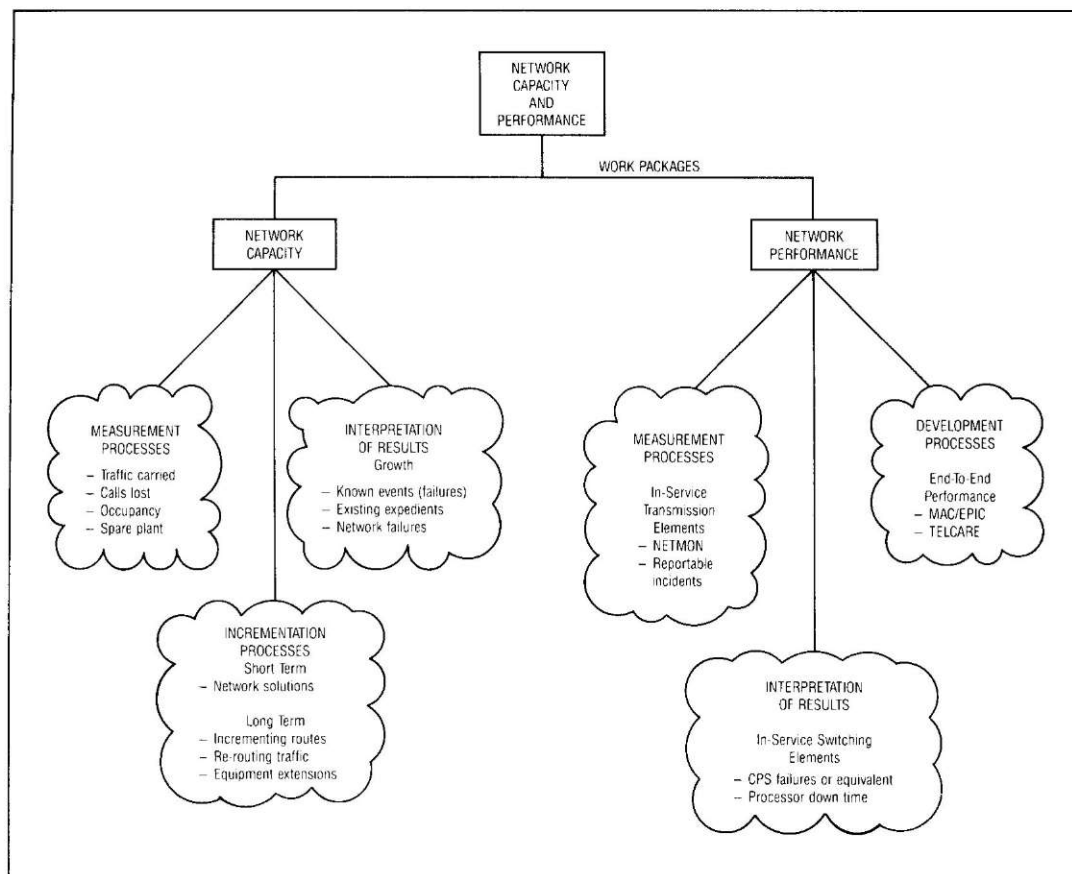 NETWORK
CAPACITY
AND
PERFORMANCE
WORK PACKAGES
NETWORK
CAPACITY
NETWORK
PERFORMANCE
MEASUREMENT
PROCESSES
– Traffic carried
– Calls lost
– Occupancy
– Spare plant
INTERPRETATION
OF RESULTS
Growth
– Known events (failures)
– Existing expedients
– Network failures
INCREMENTATION
PROCESSES
Short Term
– Network solutions
Long Term
– Incrementing routes
– Re-routing traffic
– Equipment extensions
MEASUREMENT
PROCESSES
In-Service
Transmission
Elements
– NETMON
– Reportable
incidents
DEVELOPMENT
PROCESSES
End-To-End
Performance
– MAC/EPIC
– TELCARE
INTERPRETATION
OF RESULTS
In-Service Switching
Elements
– CPS failures or equivalent
– Processor down time